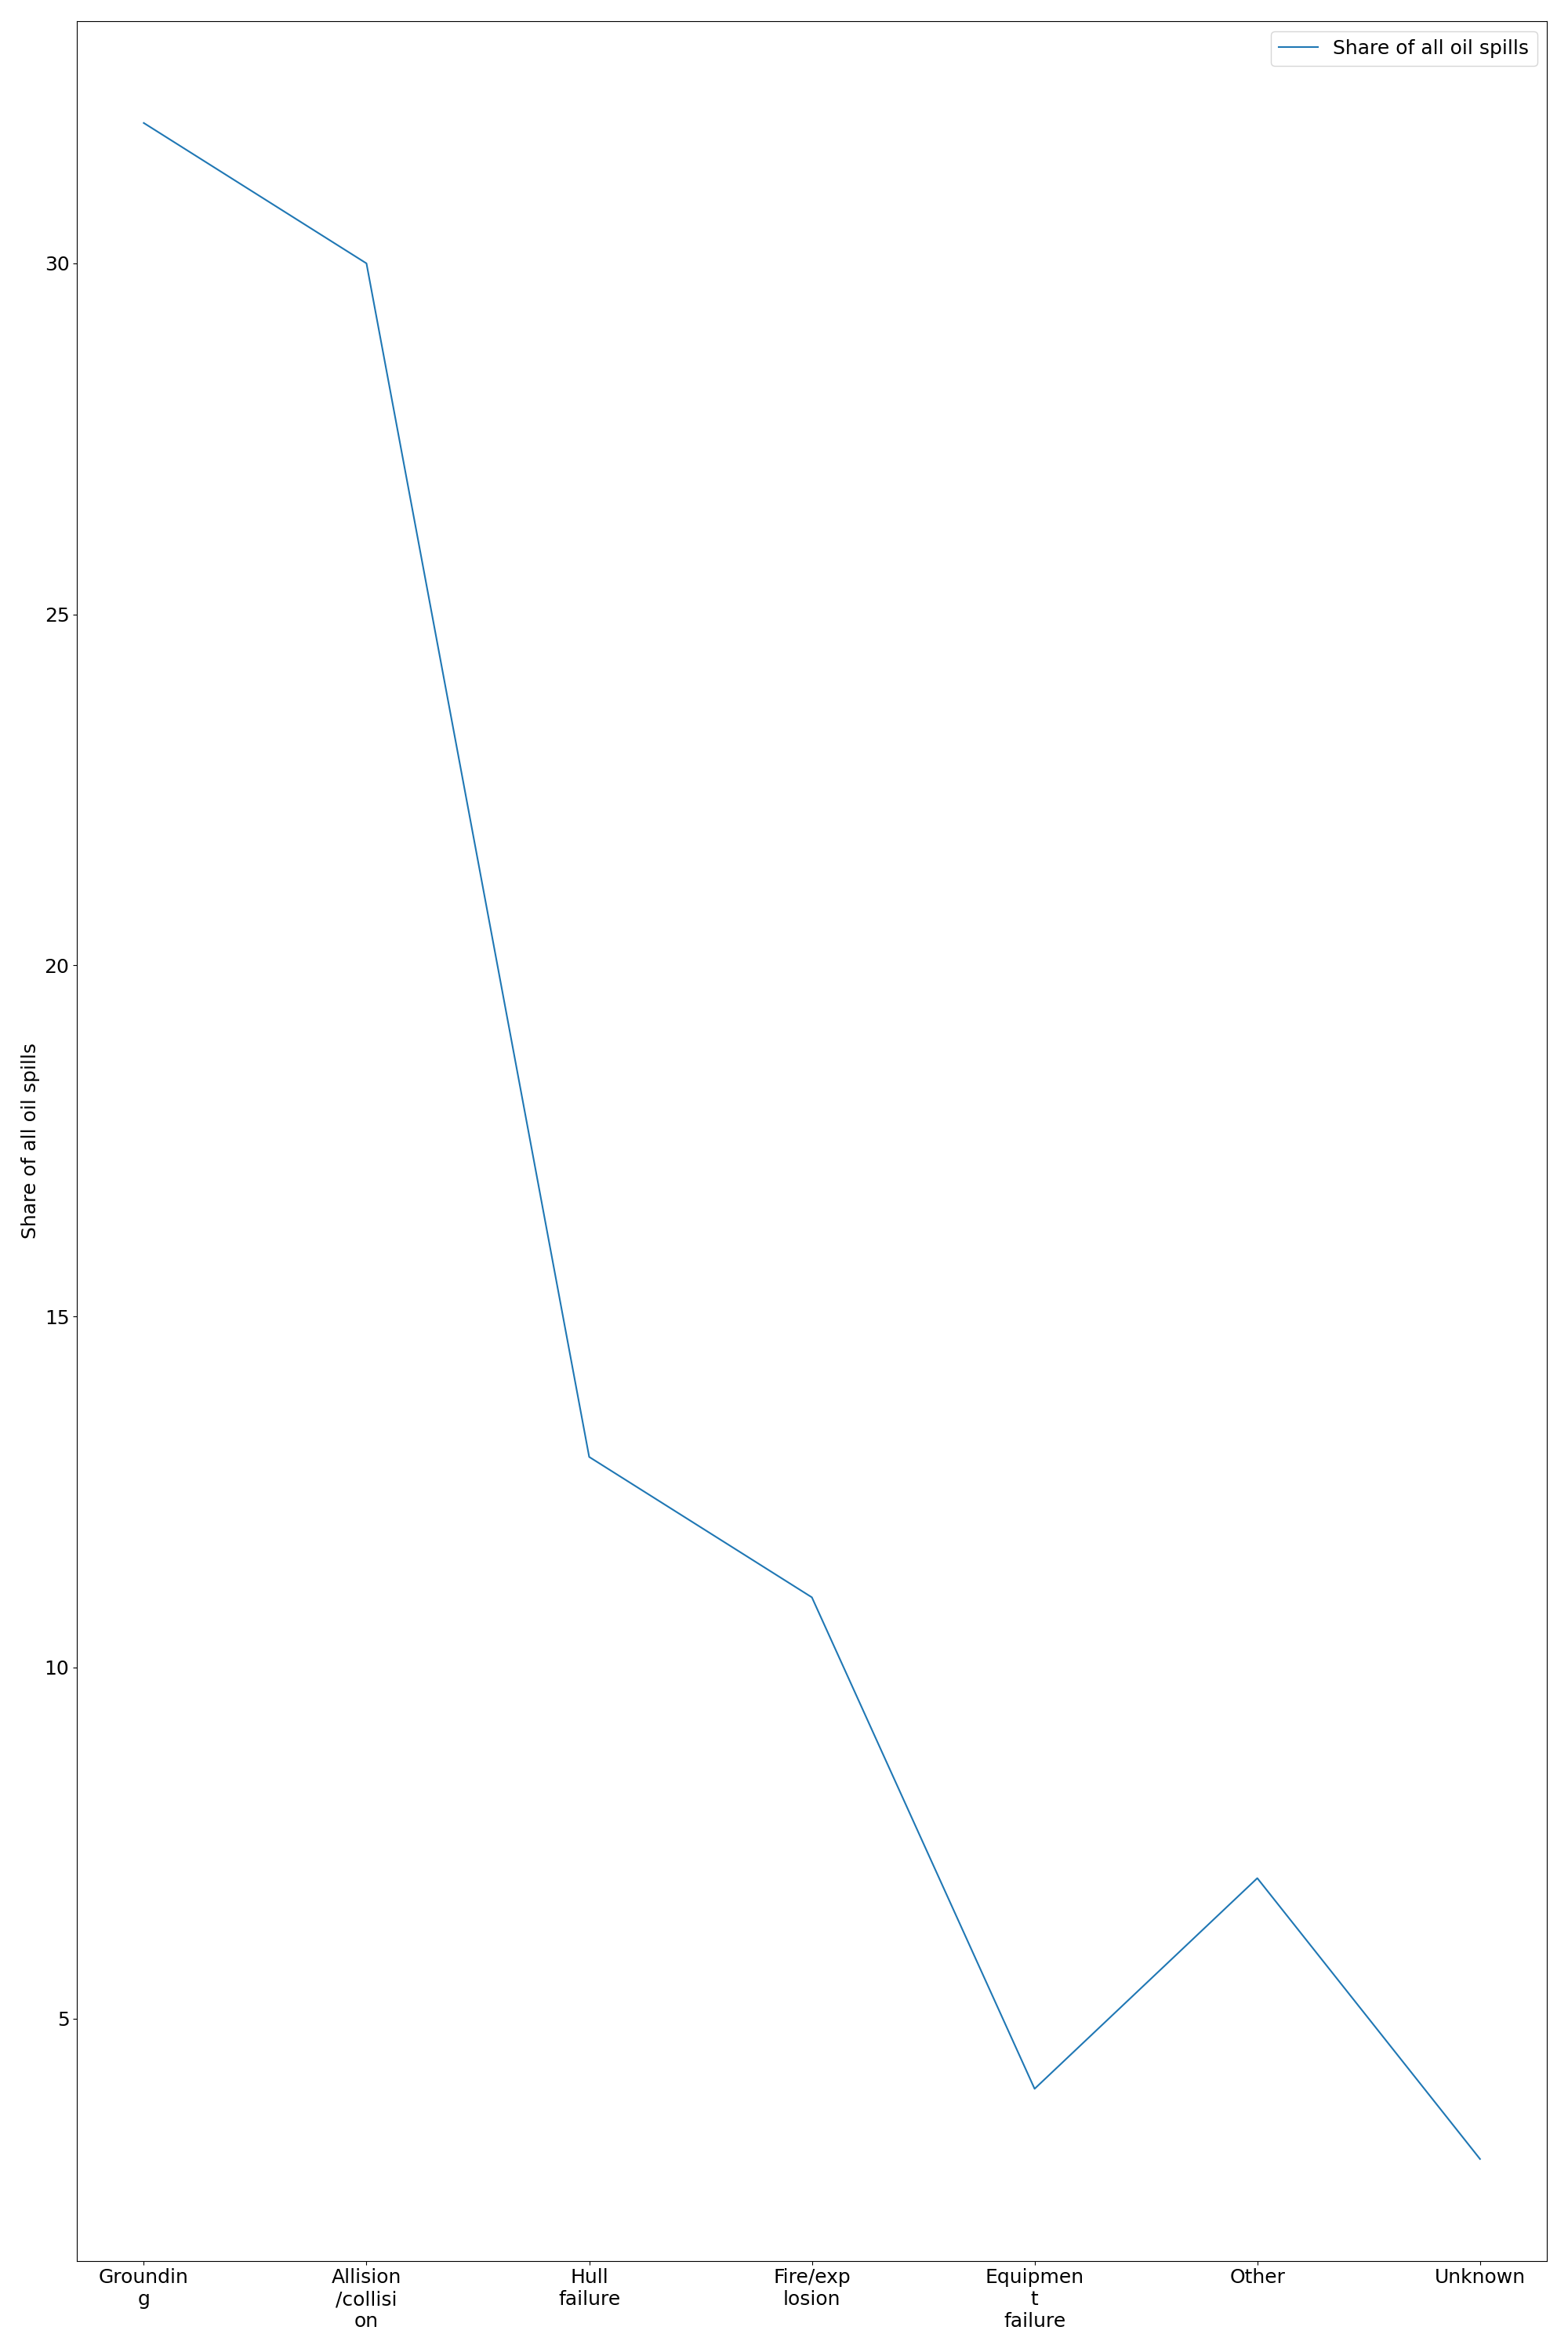 Share of all oil spills
30
25
20
15
10
5
Share of all oil spills
Groundin
g
Allision
/collisi
on
Hull
failure
Fire/exp
losion
Equipmen
t
failure
Other
Unknown